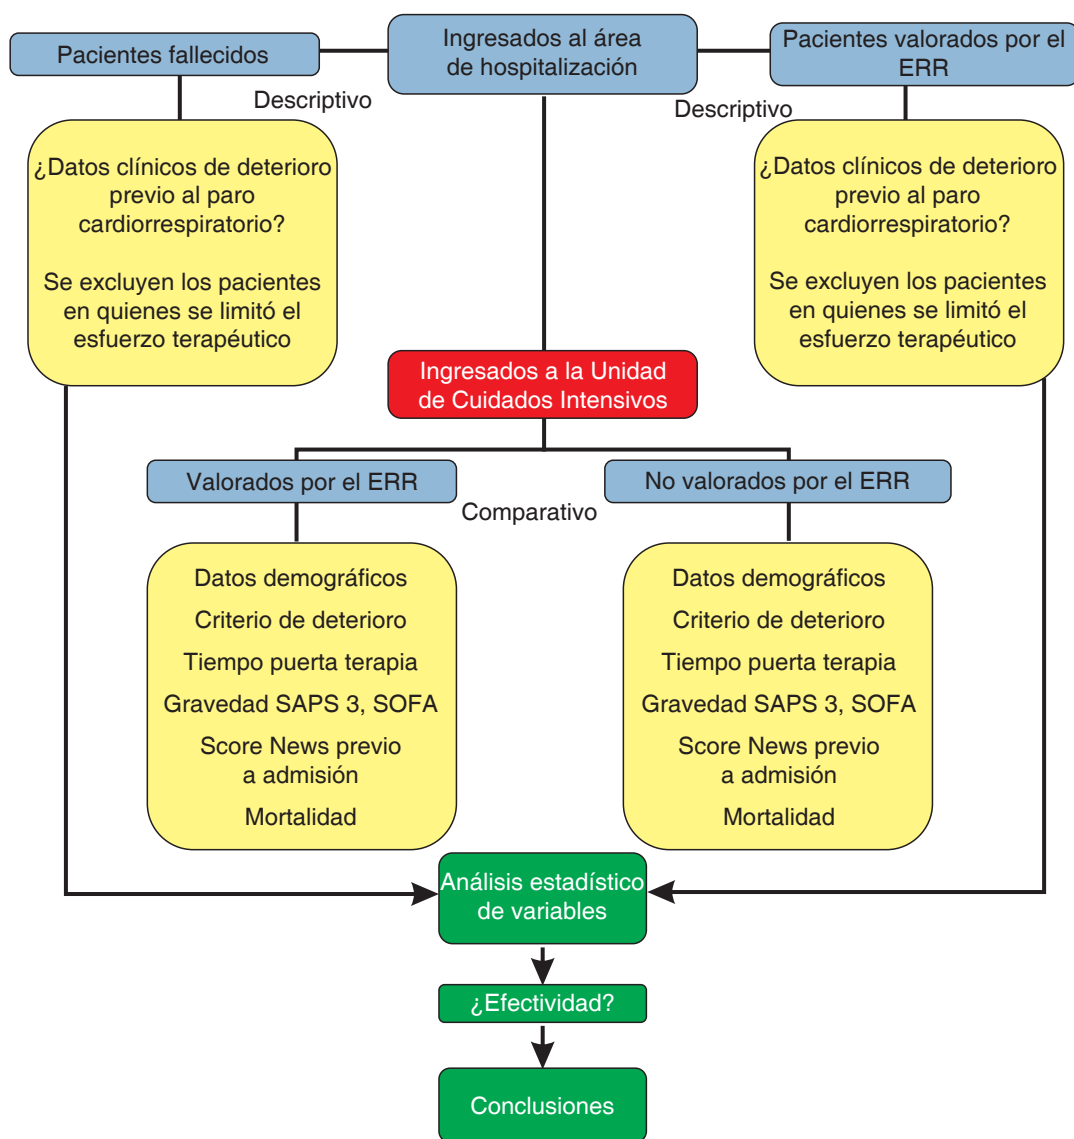 Pacientes fallecidos
Ingresados al área
de hospitalización
Pacientes valorados por el
ERR
Descriptivo
Descriptivo
¿Datos clínicos de deterioro
previo al paro
cardiorrespiratorio?
Se excluyen los pacientes
en quienes se limitó el
esfuerzo terapéutico
¿Datos clínicos de deterioro
previo al paro
cardiorrespiratorio?
Se excluyen los pacientes
en quienes se limitó el
esfuerzo terapéutico
Ingresados a la Unidad
de Cuidados Intensivos
Valorados por el ERR
No valorados por el ERR
Comparativo
Datos demográficos
Criterio de deterioro
Tiempo puerta terapia
Gravedad SAPS 3, SOFA
Score News previo
a admisión
Mortalidad
Datos demográficos
Criterio de deterioro
Tiempo puerta terapia
Gravedad SAPS 3, SOFA
Score News previo
a admisión
Mortalidad
Análisis estadístico
de variables
¿Efectividad?
Conclusiones